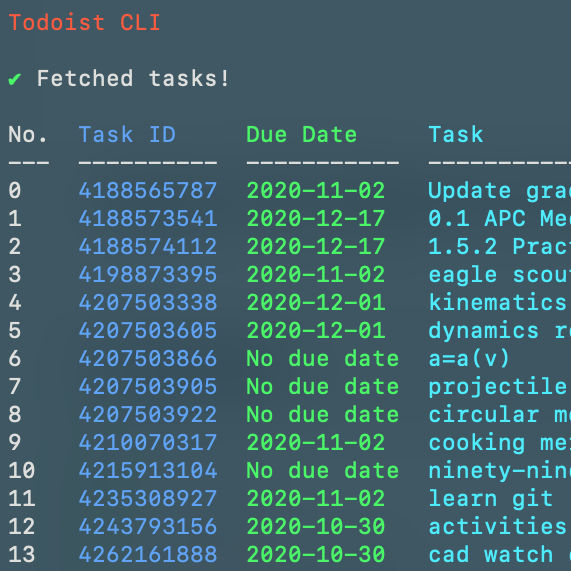 Todoist CLI
✔ Fetched tasks!
No. Task ID Due Date Task
--- ---------- ----------- ----------
0 4188565787 2020-11-02 Update grad
1 4188573541 2020-12-17 0.1 APC Mec
2 4188574112 2020-12-17 1.5.2 Pract
3 4198873395 2020-11-02 eagle scout
4 4207503338 2020-12-01 kinematics
5 4207503605 2020-12-01 dynamics re
6 4207503866 No due date a=a(v)
7 4207503905 No due date projectile
8 4207503922 No due date circular mo
9 4210070317 2020-11-02 cooking mer
10 4215913104 No due date ninety-nine
11 4235308927 2020-11-02 learn git
12 4243793156 2020-10-30 activities
13 4262161888 2020-10-30 cad watch